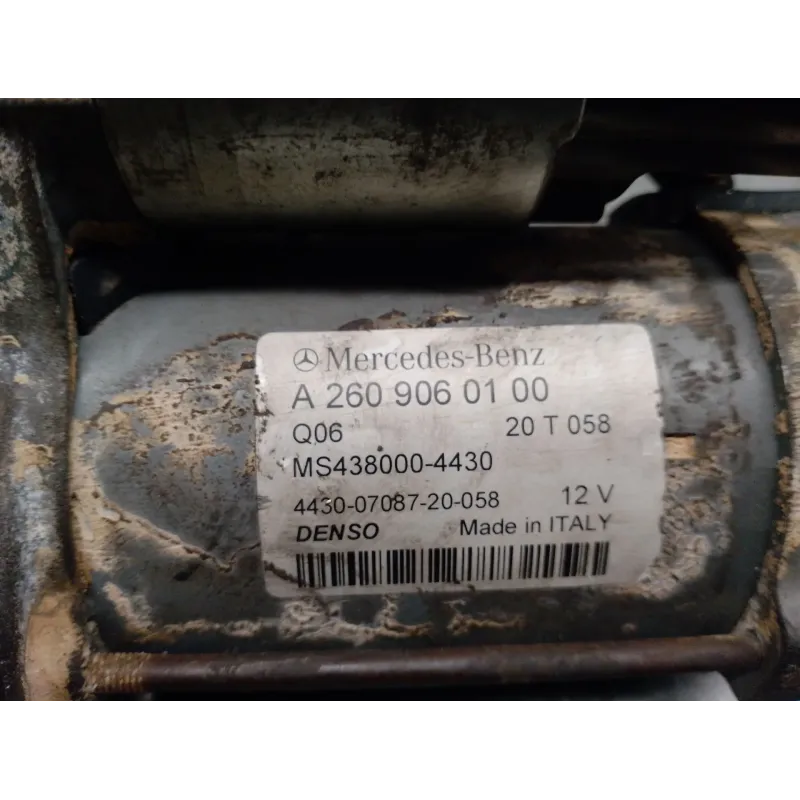 Mercedes-Benz
A 260 906 01 00
Q06 20 T 058
MS438000-4430
4430-07087-20-058 12 V
DENSO Made in ITALY